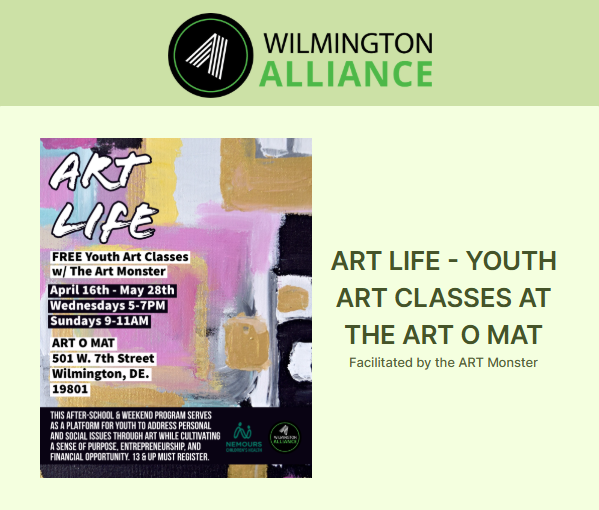 WILMINGTON
ALLIANCE
ART
LIFE
FREE Youth Art Classes
w/ The Art Monster
April 16th - May 28th
Wednesdays 5-7PM
Sundays 9-11AM
ART O MAT
501 W. 7th Street
Wilmington, DE.
19801
THIS AFTER-SCHOOL & WEEKEND PROGRAM SERVES
AS A PLATFORM FOR YOUTH TO ADDRESS PERSONAL
AND SOCIAL ISSUES THROUGH ART WHILE CULTIVATING
A SENSE OF PURPOSE, ENTREPRENEURSHIP, AND
FINANCIAL OPPORTUNITY. 13 & UP MUST REGISTER.
NEMOURS
CHILDREN'S HEALTH
WILMINGTON
ALLIANCE
ART LIFE - YOUTH
ART CLASSES AT
THE ART O MAT
Facilitated by the ART Monster